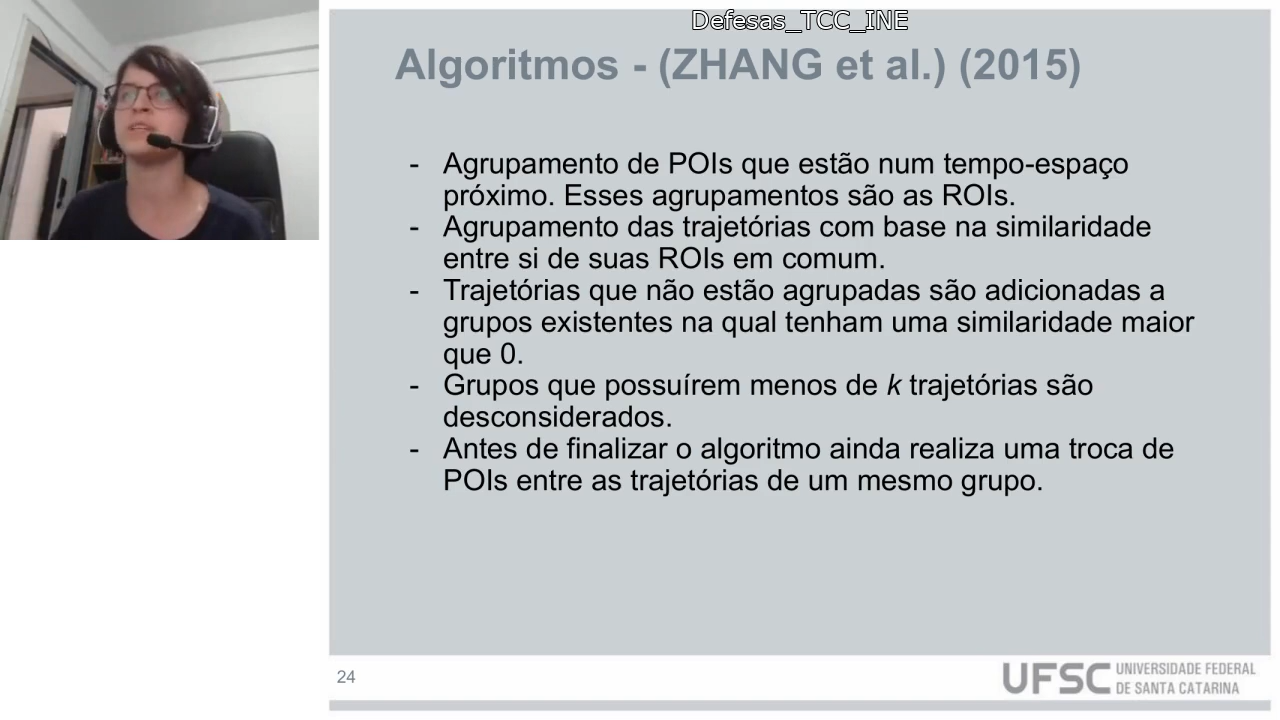 Defesas_TCC_INE
Algoritmos - (ZHANG et al.) (2015)
- Agrupamento de POIs que estão num tempo-espaço
próximo. Esses agrupamentos são as ROIs.
- Agrupamento das trajetórias com base na similaridade
entre si de suas ROIs em comum.
- Trajetórias que não estão agrupadas são adicionadas a
grupos existentes na qual tenham uma similaridade maior
que 0.
- Grupos que possuírem menos de k trajetórias são
desconsiderados.
- Antes de finalizar o algoritmo ainda realiza uma troca de
POIs entre as trajetórias de um mesmo grupo.
24
UFSC UNIVERSIDADE FEDERAL
DE SANTA CATARINA